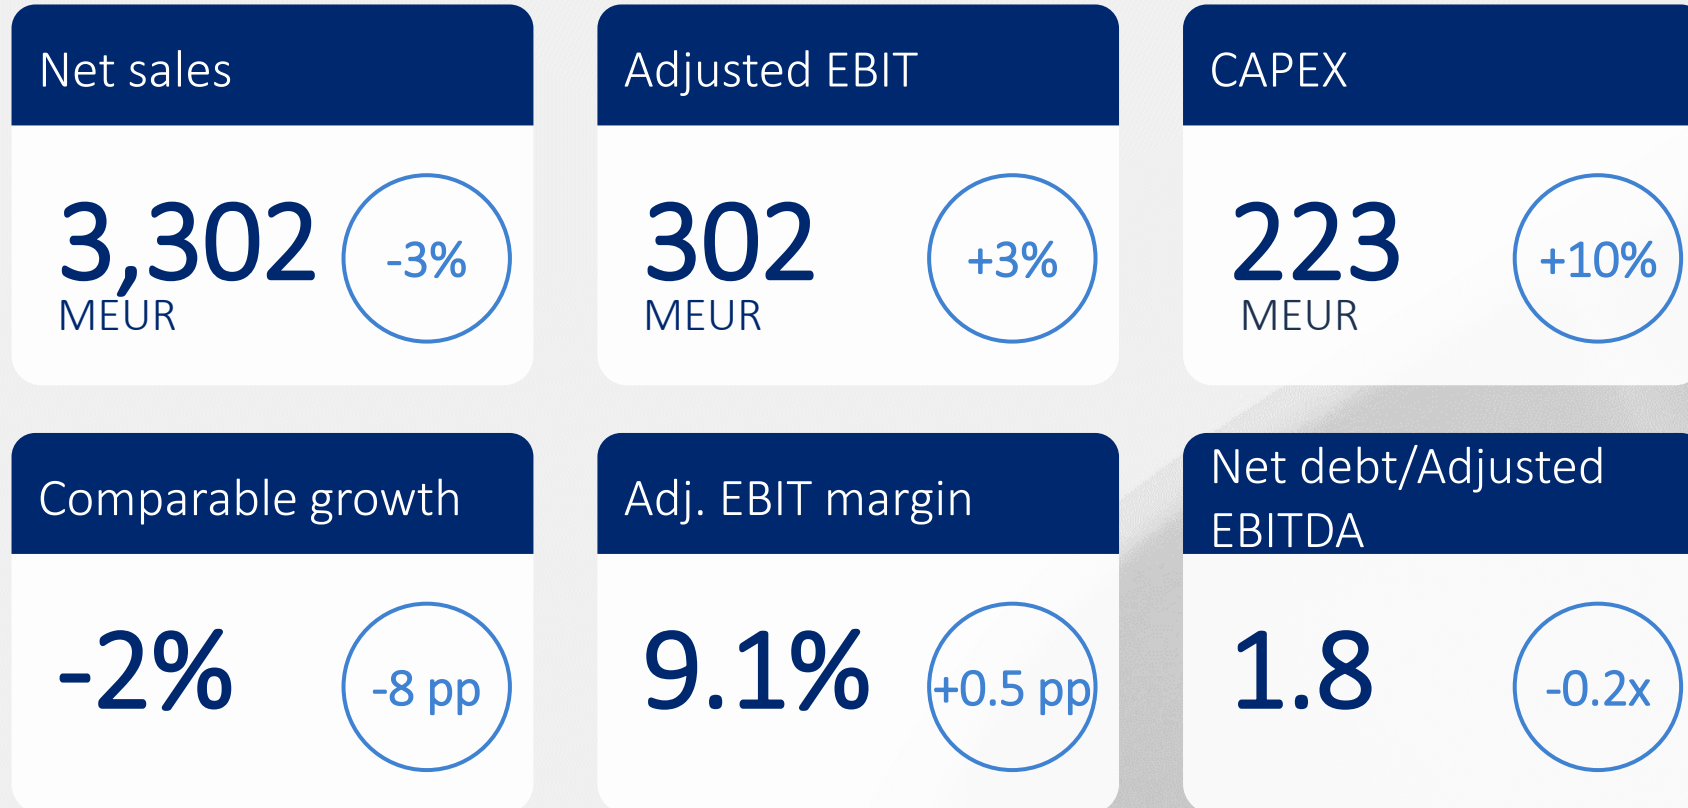 Net sales
3,302
MEUR
-3%
Adjusted EBIT
302
MEUR
+3%
CAPEX
223
MEUR
+10%
Comparable growth
-2%
-8 pp
Adj. EBIT margin
9.1%
+0.5 pp
Net debt/Adjusted
EBITDA
1.8
-0.2x